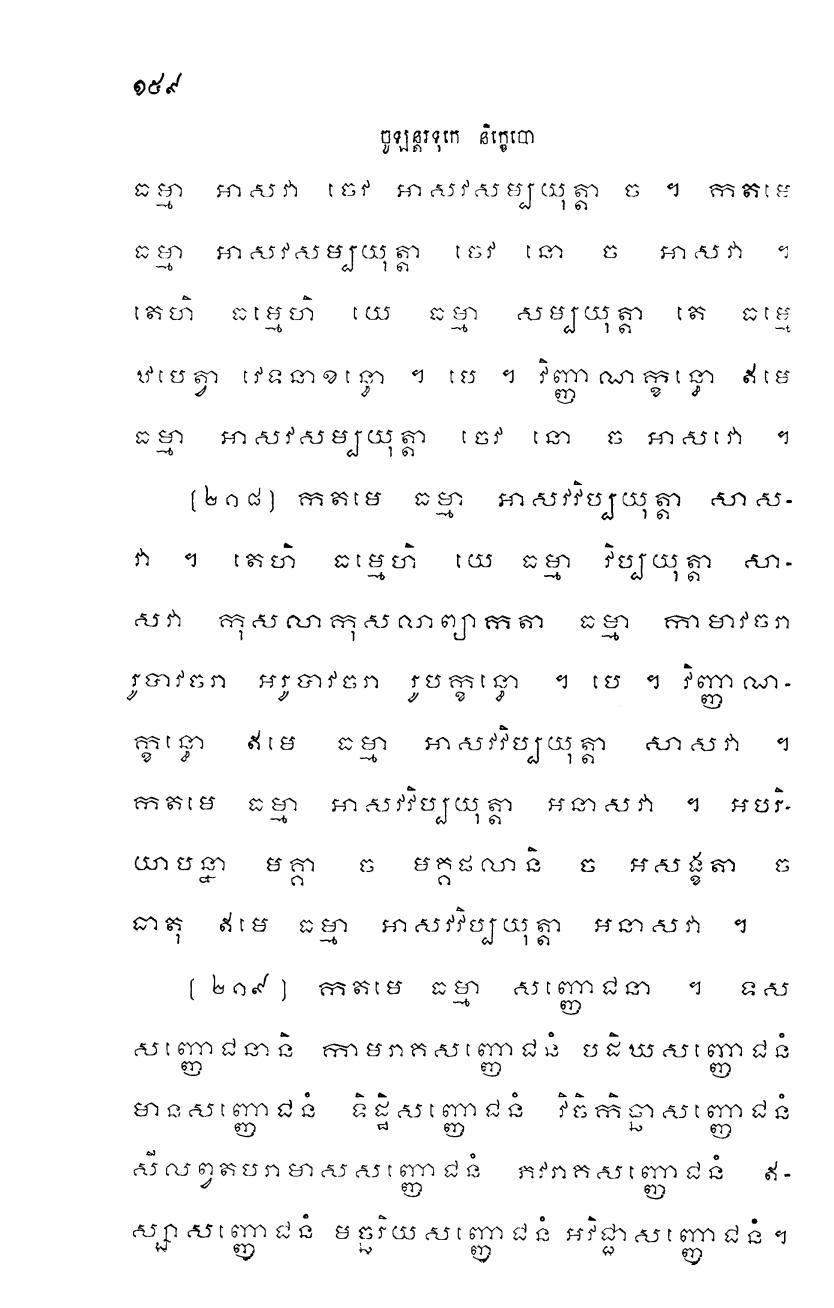 ១៥៩
ចូឡន្តរទុកេ និក្ខេបោ
ធម្មា អាសវា ចេវ អាសវសម្បយុត្តា ច ។ កតមេ
ធម្មា អាសវសម្បយុត្តា ចេវ នោ ច អាសវា ។
តេហិ ធម្មេហិ យេ ធម្មា សម្បយុត្តា តេ ធម្មេ
ឋបេត្វា វេទនាខន្ធោ ។ បេ ។ វិញ្ញាណក្ខន្ធោ ឥមេ
ធម្មា អាសវសម្បយុត្តា ចេវ នោ ច អាសវោ ។
[២១៨] កតមេ ធម្មា អាសវវិប្បយុត្តា សាស-
វា ។ តេហិ ធម្មេហិ យេ ធម្មា វិប្បយុត្តា សា-
សវា កុសលាកុសលាព្យាកតា ធម្មា កាមាវចរា
រូបាវចរា អរូបាវចរា រូបក្ខន្ធោ ។ បេ ។ វិញ្ញាណ-
ក្ខន្ធោ ឥមេ ធម្មា អាសវវិប្បយុត្តា សាសវា ។
កតមេ ធម្មា អាសវវិប្បយុត្តា អនាសវា ។ អបរិ-
យាបន្នា មគ្គា ច មគ្គផលានិ ច អសង្ខតា ច
ធាតុ ឥមេ ធម្មា អាសវវិប្បយុត្តា អនាសវា ។
[២១៩] កតមេ ធម្មា សញ្ញោជនា ។ ទស
សញ្ញោជនានិ កាមរាគសញ្ញោជនំ បដិឃសញ្ញោជនំ
មានសញ្ញោជនំ ទិដ្ឋិសញ្ញោជនំ វិចិកិច្ឆាសញ្ញោជនំ
សីលព្វតបរាមាសសញ្ញោជនំ ភវរាគសញ្ញោជនំ ឥ-
ស្សាសញ្ញោជនំ មច្ឆរិយសញ្ញោជនំ អវិជ្ជាសញ្ញោជនំ។